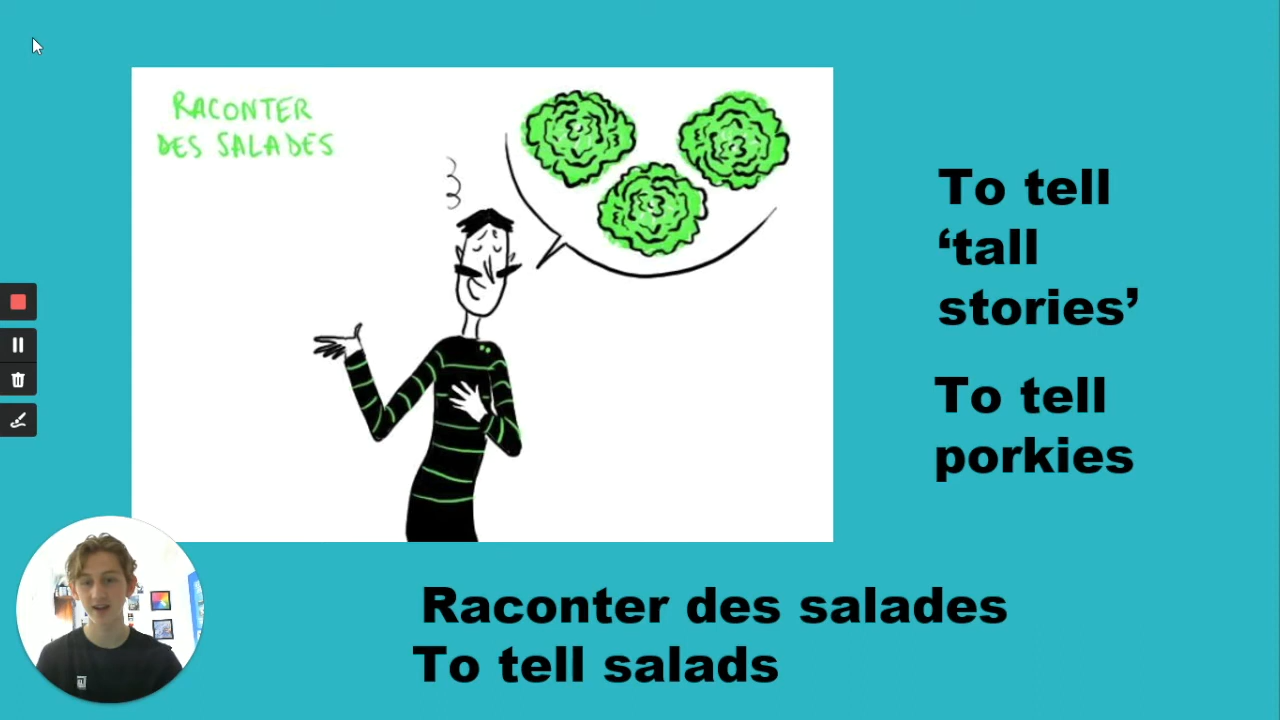 RACONTER
DES SALADES
To tell
‘tall
stories’
To tell
porkies
Raconter des salades
To tell salads